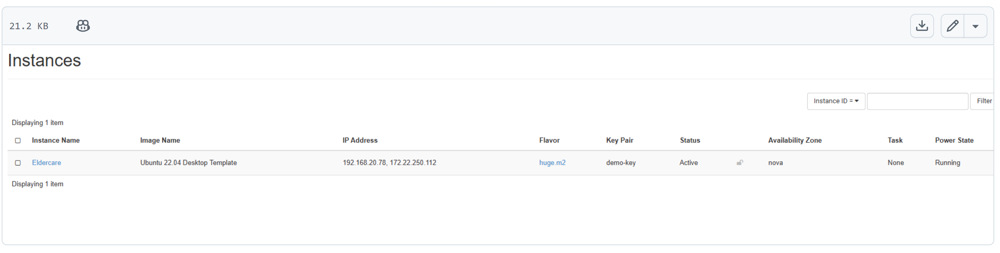 21.2 KB
Instances
Instance ID = Filter
Displaying 1 item
Instance Name Image Name IP Address Flavor Key Pair Status Availability Zone Task Power State
Eldercare Ubuntu 22.04 Desktop Template 192.168.20.78, 172.22.250.112 huge.m2 demo-key Active nova None Running
Displaying 1 item